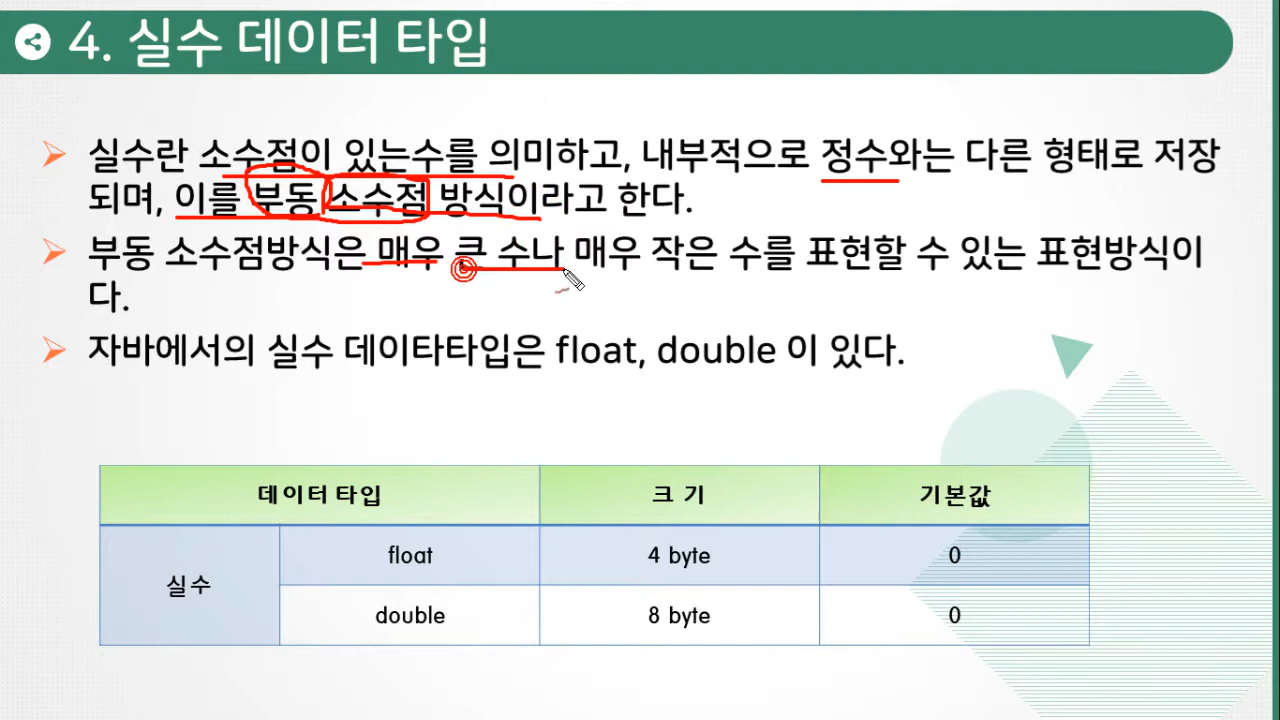 4. 실수 데이터 타입
실수란 소수점이 있는수를 의미하고, 내부적으로 정수와는 다른 형태로 저장
되며, 이를 부동 소수점 방식이라고 한다.
부동 소수점방식은 매우 큰 수나 매우 작은 수를 표현할 수 있는 표현방식이
다.
자바에서의 실수 데이타타입은 float, double 이 있다.
데이터 타입 크 기 기본값
실수
float 4 byte 0
double 8 byte 0